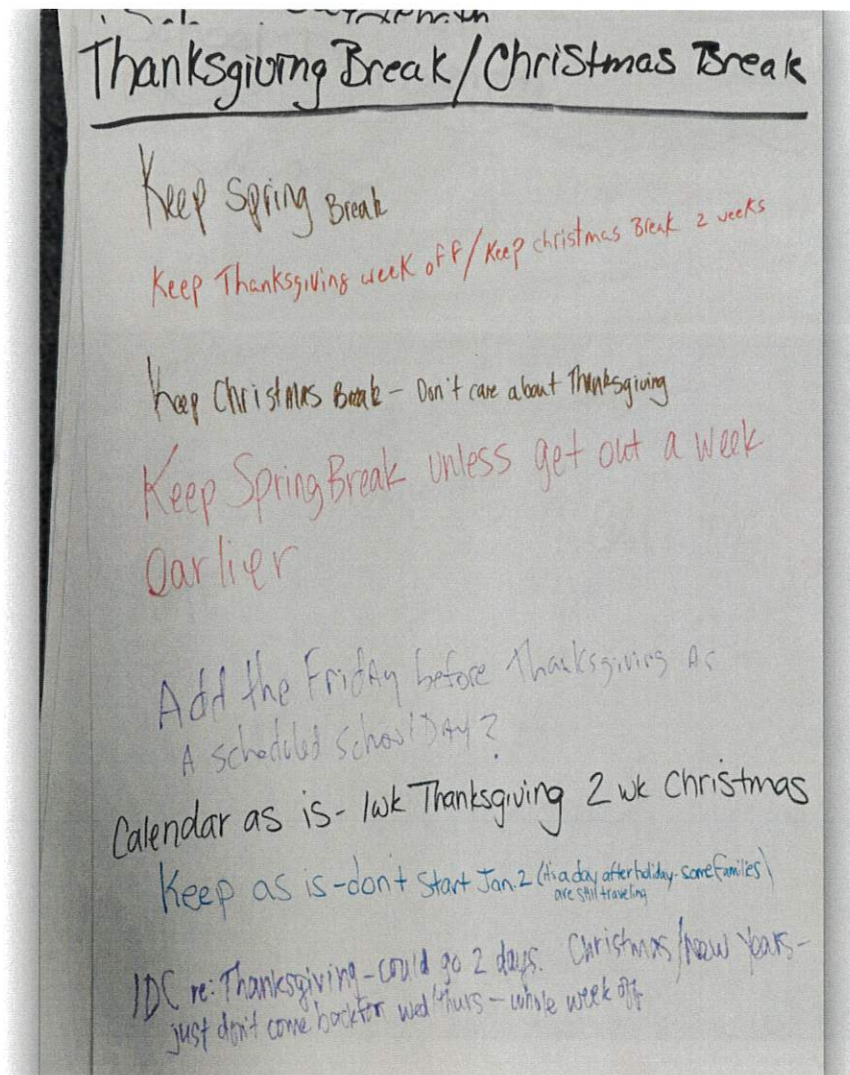 Thanksgiving Break/Christmas Break
Keep Spring Break
Keep Thanksgiving week off/Keep christmas Break 2 weeks
Keep Christmas Break - Don't care about Thanksgiving
Keep Spring Break unless get out a week
earlier
Add the Friday before Thanksgiving As
A scheduled School Day?
Calendar as is- 1wk Thanksgiving 2 wk Christmas
Keep as is-don't Start Jan. 2 (it's a day after holiday-some families)
are still traveling
IDC re: Thanksgiving-could go 2 days. Christmas/New Years-
just don't come back for wed/thurs - whole week off